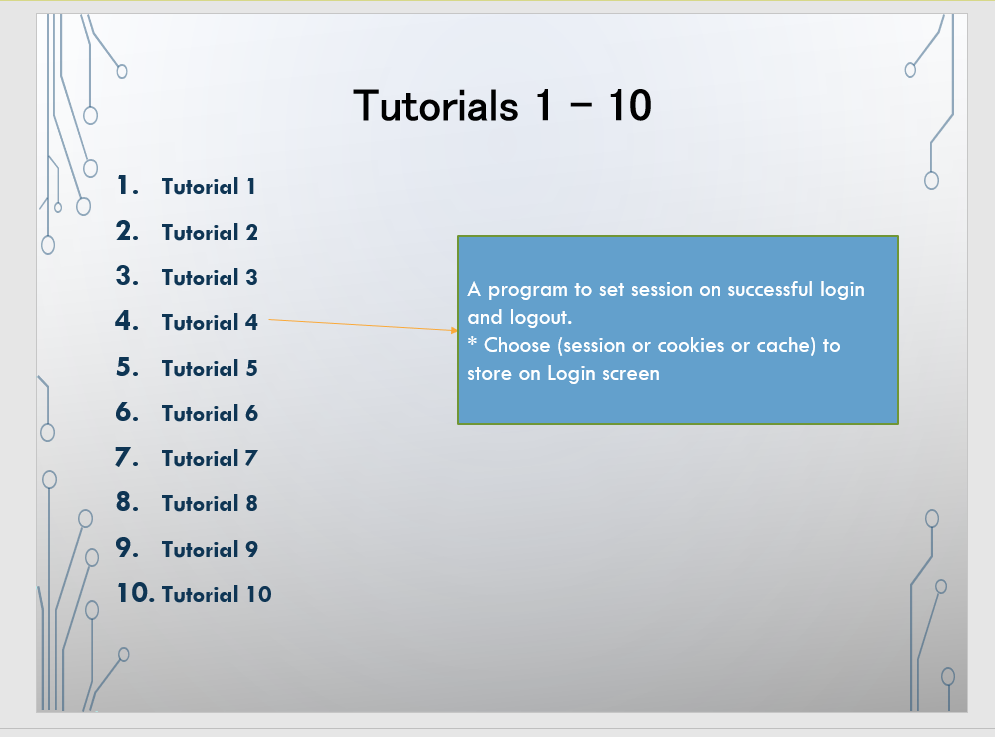 Tutorials 1 – 10
1. Tutorial 1
2. Tutorial 2
3. Tutorial 3
4. Tutorial 4
5. Tutorial 5
6. Tutorial 6
7. Tutorial 7
8. Tutorial 8
9. Tutorial 9
10. Tutorial 10
A program to set session on successful login
and logout.
* Choose (session or cookies or cache) to
store on Login screen